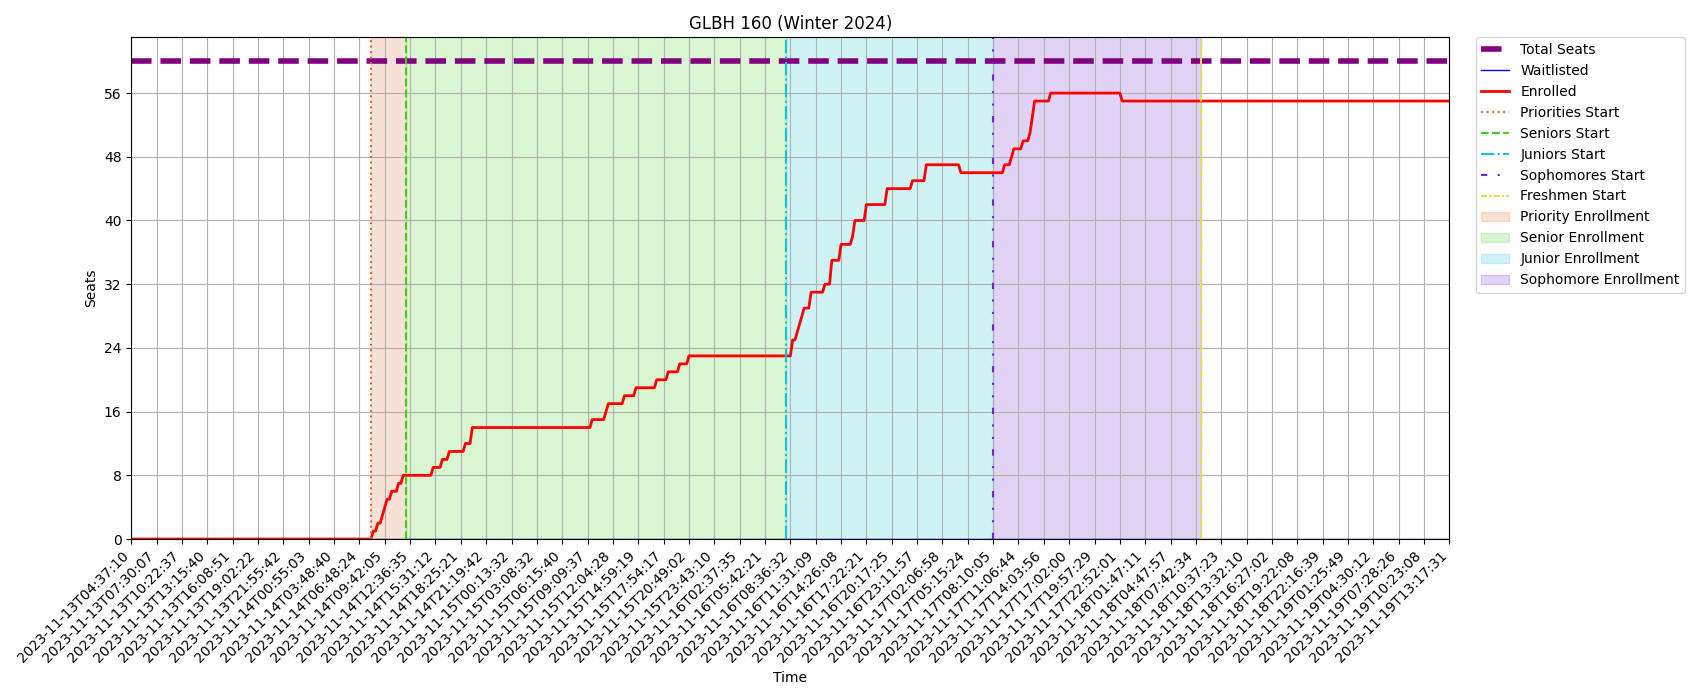 GLBH 160 (Winter 2024)
Total Seats
Waitlisted
Enrolled
Priorities Start
Seniors Start
Juniors Start
Sophomores Start
Freshmen Start
Priority Enrollment
Senior Enrollment
Junior Enrollment
Sophomore Enrollment
Seats
56
48
40
32
24
16
8
0
2023-11-13T04:37:10
2023-11-13T07:30:07
2023-11-13T10:22:37
2023-11-13T13:15:40
2023-11-13T16:08:51
2023-11-13T19:02:22
2023-11-13T21:55:42
2023-11-14T00:55:03
2023-11-14T03:48:40
2023-11-14T06:48:24
2023-11-14T09:42:05
2023-11-14T12:36:35
2023-11-14T15:31:12
2023-11-14T18:25:21
2023-11-14T21:19:42
2023-11-15T00:13:32
2023-11-15T03:08:32
2023-11-15T06:15:40
2023-11-15T09:09:37
2023-11-15T12:04:28
2023-11-15T14:59:19
2023-11-15T17:54:17
2023-11-15T20:49:02
2023-11-15T23:43:10
2023-11-16T02:37:35
2023-11-16T05:42:21
2023-11-16T08:36:32
2023-11-16T11:31:09
2023-11-16T14:26:08
2023-11-16T17:22:21
2023-11-16T20:17:25
2023-11-16T23:11:57
2023-11-17T02:06:58
2023-11-17T05:15:24
2023-11-17T08:10:05
2023-11-17T11:06:44
2023-11-17T14:03:56
2023-11-17T17:02:00
2023-11-17T19:57:29
2023-11-17T22:52:01
2023-11-18T01:47:11
2023-11-18T04:47:57
2023-11-18T07:42:34
2023-11-18T10:37:23
2023-11-18T13:32:10
2023-11-18T16:27:02
2023-11-18T19:22:08
2023-11-18T22:16:39
2023-11-19T01:25:49
2023-11-19T04:30:12
2023-11-19T07:28:26
2023-11-19T10:23:08
2023-11-19T13:17:31
Time